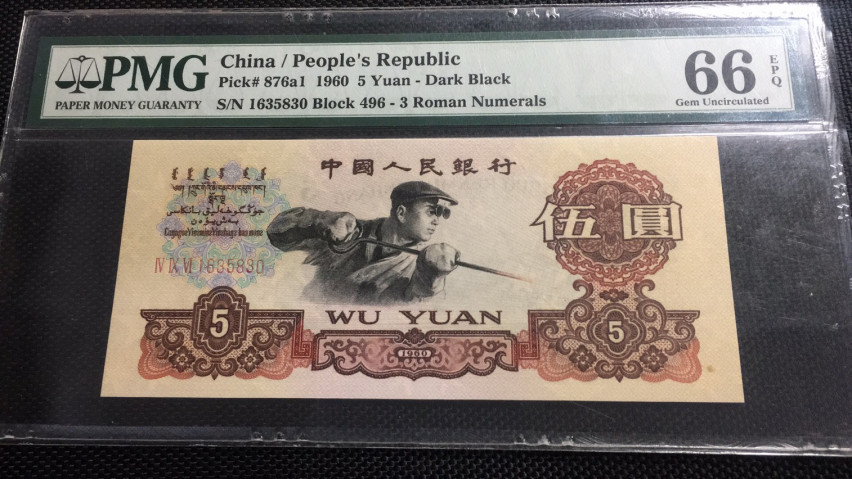 PMG
PAPER MONEY GUARANTY
China / People's Republic
Pick# 876a1 1960 5 Yuan - Dark Black
S/N 1635830 Block 496 - 3 Roman Numerals
66 EPQ
Gem Uncirculated
中國人民銀行
伍圓
IV IX VI 1635830
5
WU YUAN
1960
5